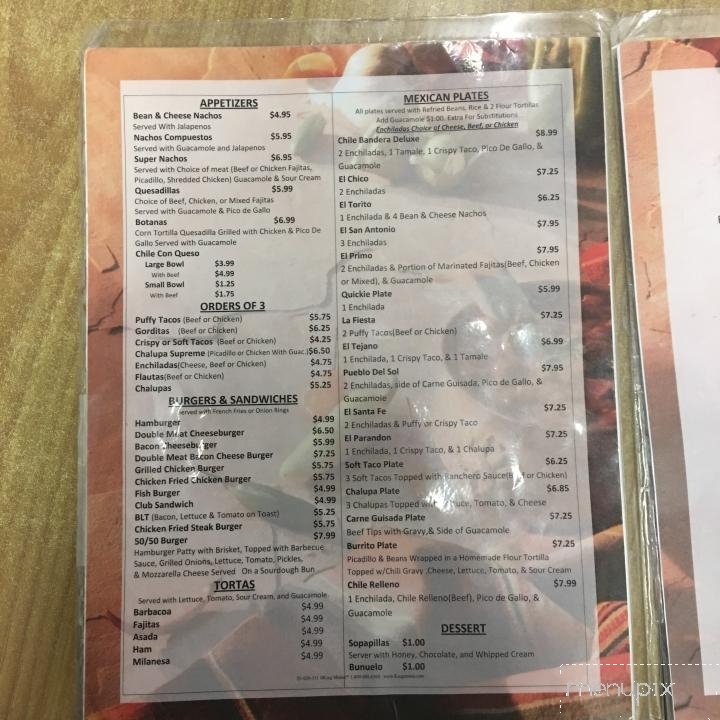 APPETIZERS
Bean & Cheese Nachos $4.95
Served With Jalapenos
Nachos Compuestos $5.95
Served with Guacamole and Jalapenos
Super Nachos $6.95
Served with Choice of meat (Beef or Chicken Fajitas,
Picadillo, Shredded Chicken) Guacamole & Sour Cream
Quesadillas $5.99
Choice of Beef, Chicken, or Mixed Fajitas
Served with Guacamole & Pico de Gallo
Botanas $6.99
Corn Tortilla Quesadilla Grilled with Chicken & Pico De
Gallo Served with Guacamole
Chile Con Queso
Large Bowl $3.99
With Beef $4.99
Small Bowl $1.25
With Beef $1.75
ORDERS OF 3
Puffy Tacos (Beef or Chicken) $5.75
Gorditas (Beef or Chicken) $6.25
Crispy or Soft Tacos (Beef or Chicken) $4.25
Chalupa Supreme (Picadillo or Chicken With Guac.) $6.50
Enchiladas(Cheese, Beef or Chicken) $4.75
Flautas(Beef or Chicken) $4.75
Chalupas $5.25
BURGERS & SANDWICHES
Served with French Fries or Onion Rings
Hamburger $4.99
Double Meat Cheeseburger $6.50
Bacon Cheeseburger $5.99
Double Meat Bacon Cheese Burger $7.25
Grilled Chicken Burger $5.75
Chicken Fried Chicken Burger $5.75
Fish Burger $4.99
Club Sandwich $4.99
BLT (Bacon, Lettuce & Tomato on Toast) $5.25
Chicken Fried Steak Burger $5.75
50/50 Burger $7.99
Hamburger Patty with Brisket, Topped with Barbecue
Sauce, Grilled Onions, Lettuce, Tomato, Pickles,
& Mozzarella Cheese Served On a Sourdough Bun
TORTAS
Served with Lettuce, Tomato, Sour Cream, and Guacamole
Barbacoa $4.99
Fajitas $4.99
Asada $4.99
Ham $4.99
Milanesa $4.99
MEXICAN PLATES
All plates served with Refried Beans, Rice & 2 Flour Tortillas
Add Guacamole $1.00. Extra For Substitutions
Enchiladas Choice of Cheese, Beef, or Chicken
Chile Bandera Deluxe $8.99
2 Enchiladas, 1 Tamale, 1 Crispy Taco, Pico De Gallo, &
Guacamole
El Chico $7.25
2 Enchiladas
El Torito $6.25
1 Enchilada & 4 Bean & Cheese Nachos
El San Antonio $7.95
3 Enchiladas
El Primo $7.95
2 Enchiladas & Portion of Marinated Fajitas(Beef, Chicken
or Mixed), & Guacamole
Quickie Plate $5.99
1 Enchilada
La Fiesta $7.25
2 Puffy Tacos(Beef or Chicken)
El Tejano $6.99
1 Enchilada, 1 Crispy Taco, & 1 Tamale
Pueblo Del Sol $7.95
2 Enchiladas, side of Carne Guisada, Pico de Gallo, &
Guacamole
El Santa Fe $7.25
2 Enchiladas & Puffy or Crispy Taco
El Parandon $7.25
1 Enchilada, 1 Crispy Taco, & 1 Chalupa
Soft Taco Plate $6.25
3 Soft Tacos Topped with Ranchero Sauce(Beef or Chicken)
Chalupa Plate $6.85
3 Chalupas Topped with Lettuce, Tomato, & Cheese
Carne Guisada Plate $7.25
Beef Tips with Gravy,& Side of Guacamole
Burrito Plate $7.25
Picadillo & Beans Wrapped in a Homemade Flour Tortilla
Topped w/Chili Gravy ,Cheese, Lettuce, Tomato, & Sour Cream
Chile Relleno $7.99
1 Enchilada, Chile Relleno(Beef), Pico de Gallo, &
Guacamole
DESSERT
Sopapillas $1.00
Server with Honey, Chocolate, and Whipped Cream
Bunuelo $1.00
menupix